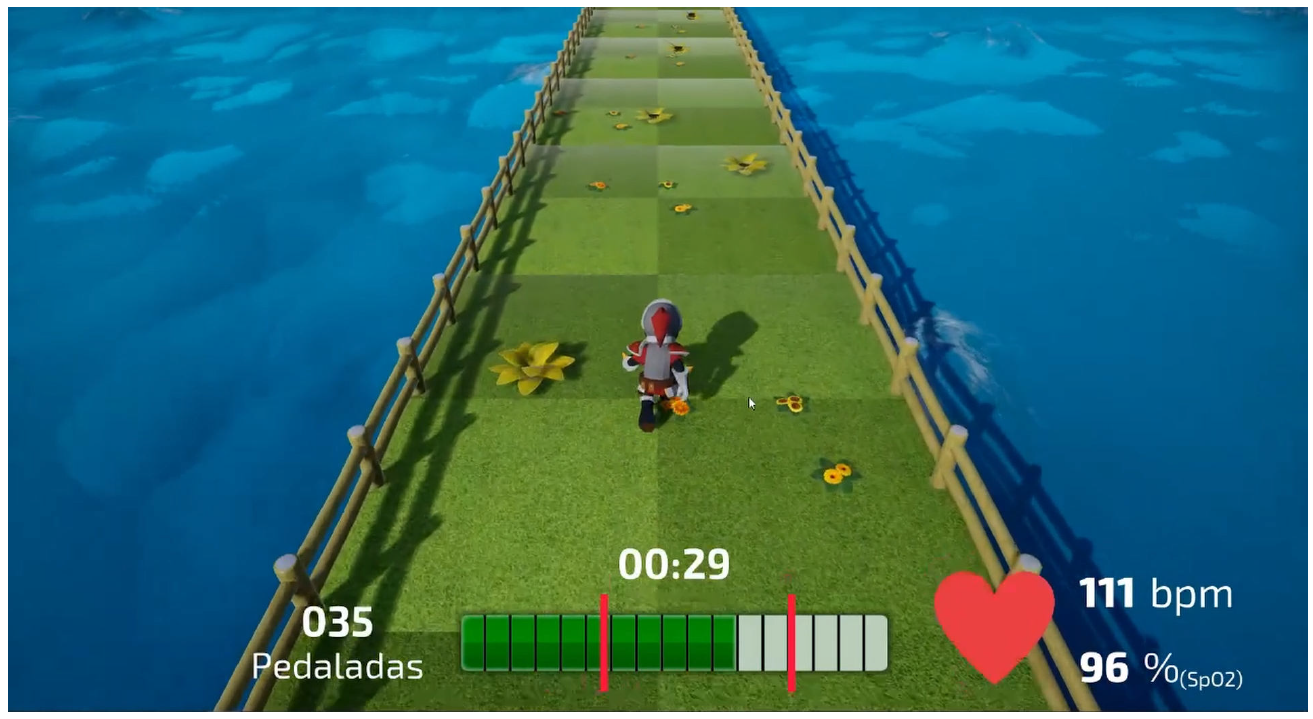 00:29
035
Pedaladas
111 bpm
96 %(SpO2)